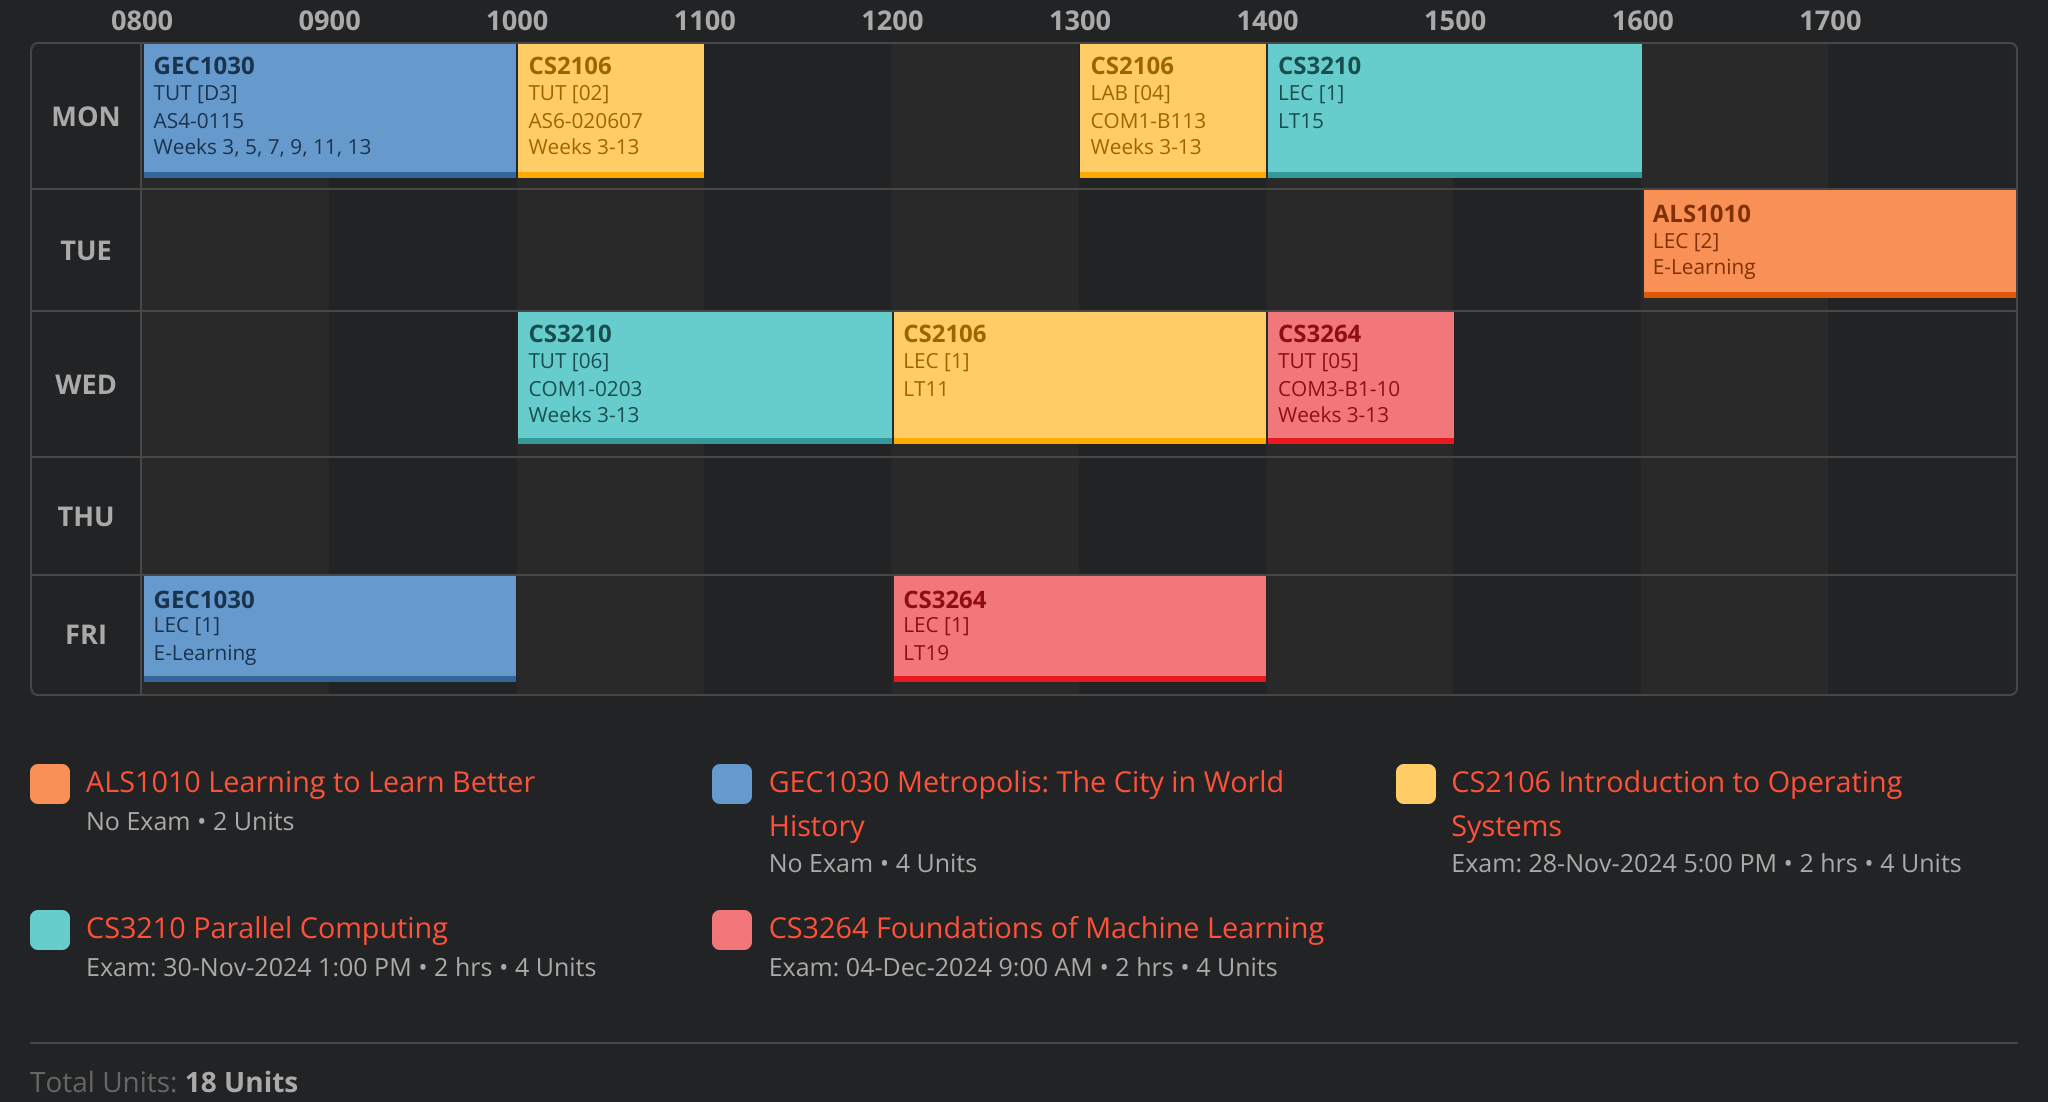 0800 0900 1000 1100 1200 1300 1400 1500 1600 1700
MON
GEC1030
TUT [D3]
AS4-0115
Weeks 3, 5, 7, 9, 11, 13
CS2106
TUT [02]
AS6-020607
Weeks 3-13
CS2106
LAB [04]
COM1-B113
Weeks 3-13
CS3210
LEC [1]
LT15
TUE
ALS1010
LEC [2]
E-Learning
WED
CS3210
TUT [06]
COM1-0203
Weeks 3-13
CS2106
LEC [1]
LT11
CS3264
TUT [05]
COM3-B1-10
Weeks 3-13
THU
FRI
GEC1030
LEC [1]
E-Learning
CS3264
LEC [1]
LT19
ALS1010 Learning to Learn Better
No Exam • 2 Units
GEC1030 Metropolis: The City in World
History
No Exam • 4 Units
CS2106 Introduction to Operating
Systems
Exam: 28-Nov-2024 5:00 PM • 2 hrs • 4 Units
CS3210 Parallel Computing
Exam: 30-Nov-2024 1:00 PM • 2 hrs • 4 Units
CS3264 Foundations of Machine Learning
Exam: 04-Dec-2024 9:00 AM • 2 hrs • 4 Units
Total Units: 18 Units